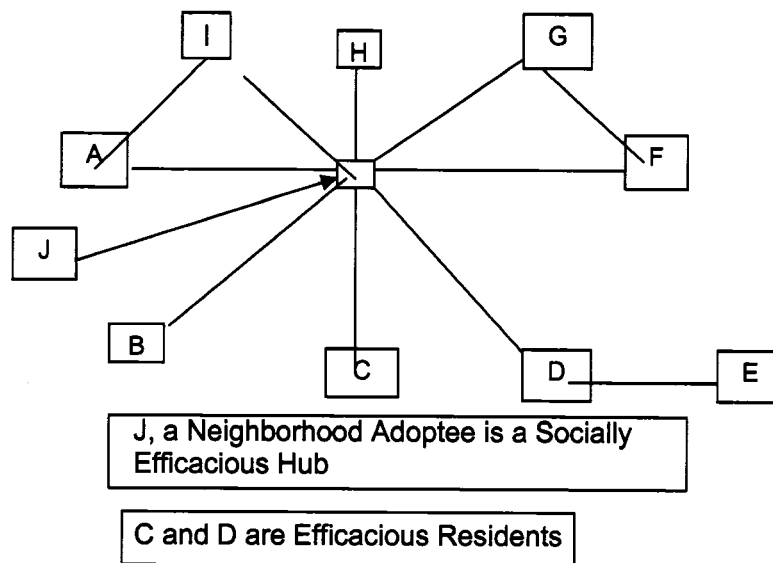 I
H
G
A
F
J
B
C
D
E
J, a Neighborhood Adoptee is a Socially
Efficacious Hub
C and D are Efficacious Residents